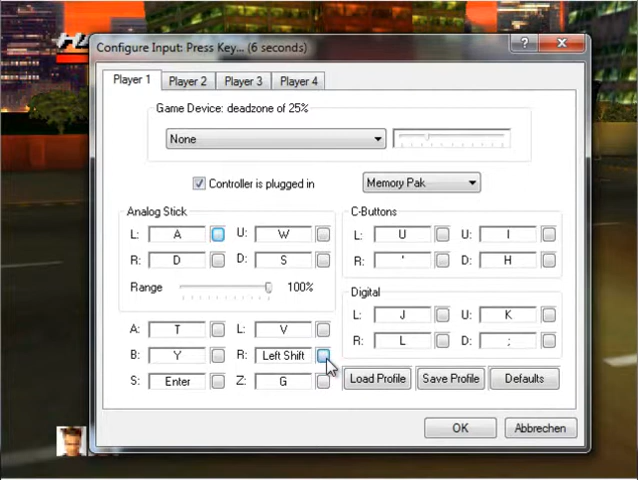 Configure Input: Press Key... (6 seconds)
?
Player 1 Player 2 Player 3 Player 4
Game Device: deadzone of 25%
None
Controller is plugged in
Memory Pak
Analog Stick
L: A U: W
R: D D: S
Range 100%
C-Buttons
L: U U: I
R: ' D: H
Digital
L: J U: K
R: L D: ;
A: T L: V
B: Y R: Left Shift
S: Enter Z: G
Load Profile Save Profile Defaults
OK Abbrechen